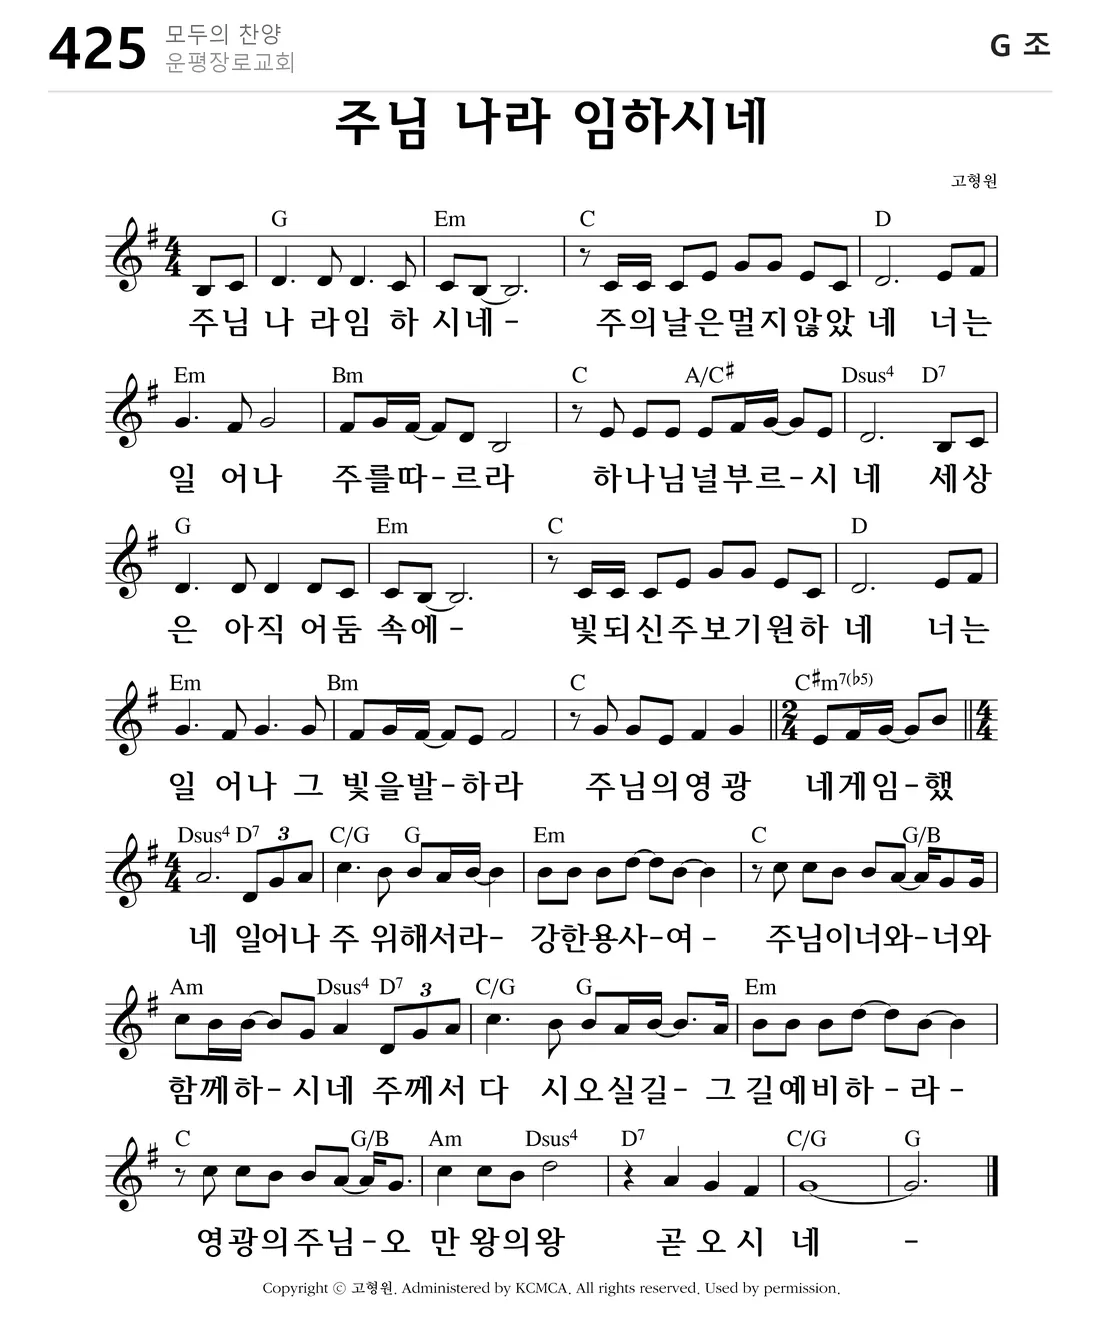 425 모두의 찬양
운평장로교회
G 조
주님 나라 임하시네
고형원
G Em C D
4 4
주님 나 라임 하 시네 - 주의날은멀지않았 네 너는
Em Bm C A/C♯ Dsus4 D7
일 어나 주를따-르라 하나님널부르-시 네 세상
G Em C D
은 아직 어둠 속에 - 빛되신주보기원하 네 너는
Em Bm C C♯m7(♭5)
2 4 4 4
일 어나 그 빛을발-하라 주님의영 광 네게임-했
Dsus4 D7 3 C/G G Em C G/B
4 4
네 일어나 주 위해서라- 강한용사-여 - 주님이너와-너와
Am Dsus4 D7 3 C/G G Em
함께하- 시네 주께서 다 시오실길- 그 길예비하 - 라 -
C G/B Am Dsus4 D7 C/G G
영광의주님-오 만 왕의왕 곧 오 시 네 -
Copyright ⓒ 고형원. Administered by KCMCA. All rights reserved. Used by permission.